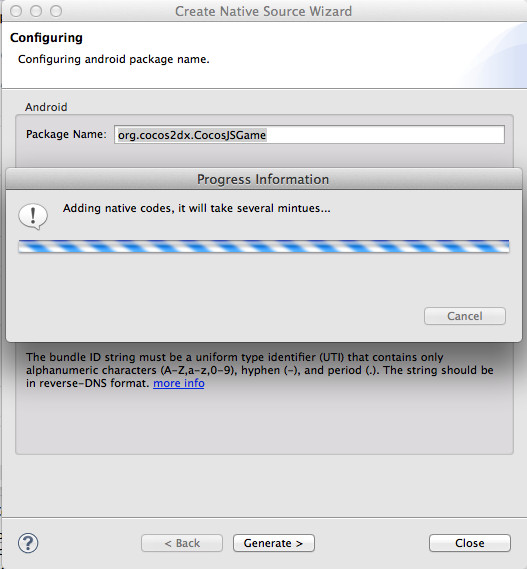 Create Native Source Wizard
Configuring
Configuring android package name.
Android
Package Name: org.cocos2dx.CocosJSGame
Progress Information
Adding native codes, it will take several mintues...
Cancel
The bundle ID string must be a uniform type identifier (UTI) that contains only
alphanumeric characters (A-Z,a-z,0-9), hyphen (-), and period (.). The string should be
in reverse-DNS format. more info
?
< Back
Generate >
Close